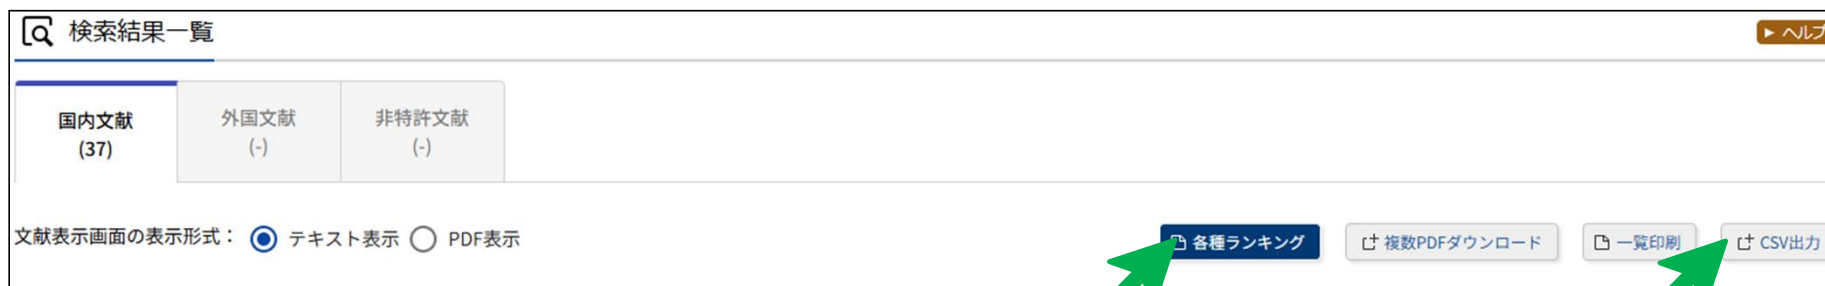 検索結果一覧
ヘルプ
国内文献
(37)
外国文献
(-)
非特許文献
(-)
文献表示画面の表示形式： テキスト表示 PDF表示
各種ランキング
複数PDFダウンロード
一覧印刷
CSV出力